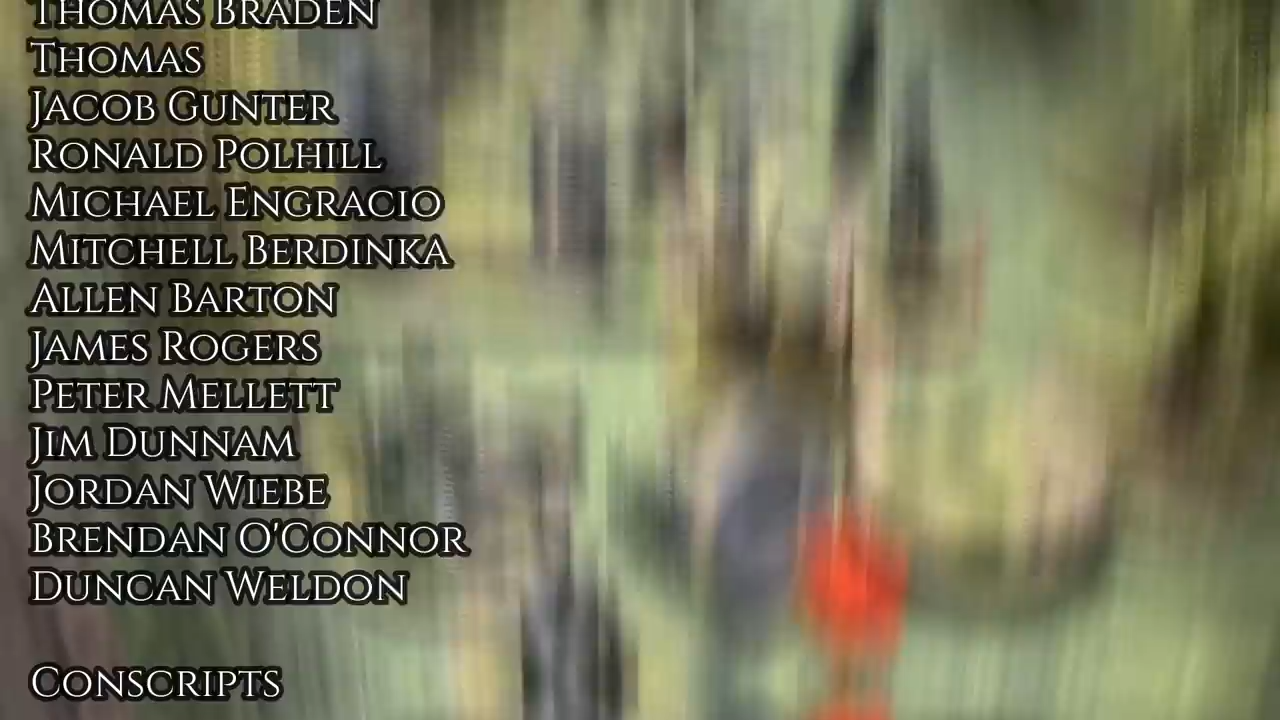 Thomas Braden
Thomas
Jacob Gunter
Ronald Polhill
Michael Engracio
Mitchell Berdinka
Allen Barton
James Rogers
Peter Mellett
Jim Dunnam
Jordan Wiebe
Brendan O'Connor
Duncan Weldon
Conscripts